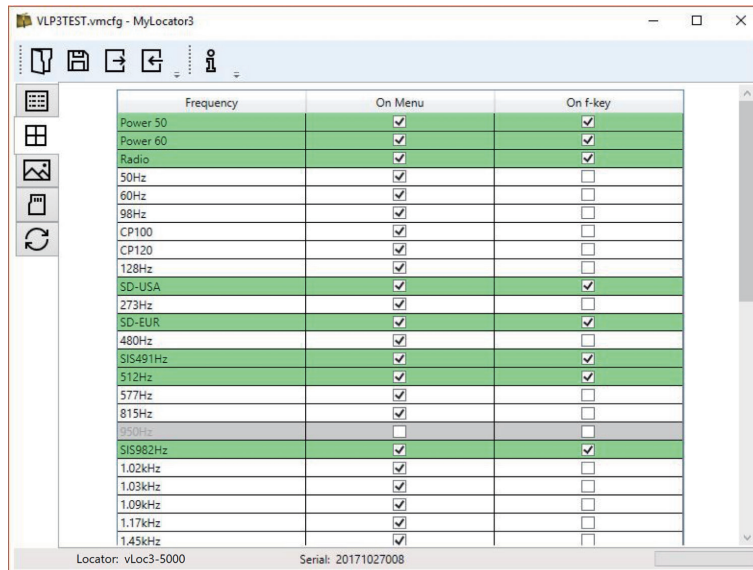 VLP3TEST.vmcfg - MyLocator3
Frequency On Menu On f-key
Power 50
Power 60
Radio
50Hz
60Hz
98Hz
CP100
CP120
128Hz
SD-USA
273Hz
SD-EUR
480Hz
SIS491Hz
512Hz
577Hz
815Hz
950Hz
SIS982Hz
1.02kHz
1.03kHz
1.09kHz
1.17kHz
1.45kHz
Locator: vLoc3-5000 Serial: 20171027008